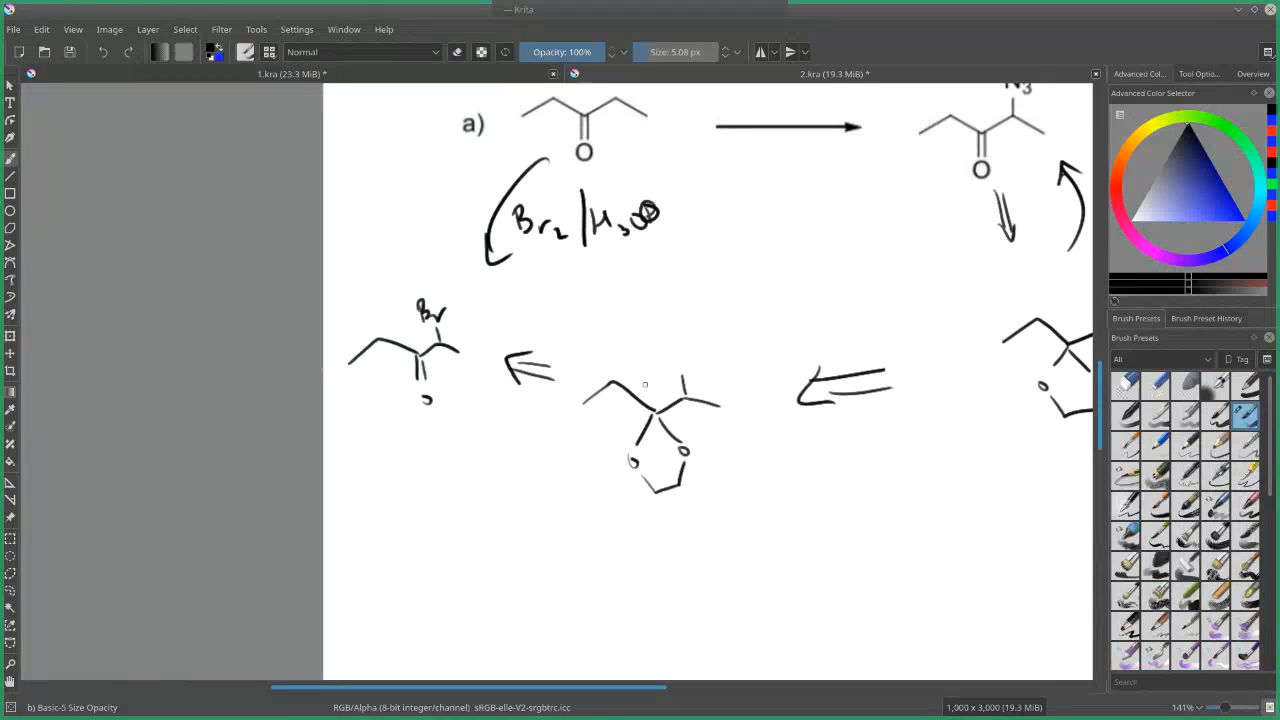 — Krita
File Edit View Image Layer Select Filter Tools Settings Window Help
Normal Opacity: 100% Size: 5.08 px
1.kra (23.3 MiB) * 2.kra (19.3 MiB) * Advanced Col... Tool Optio... Overview
Advanced Color Selector
a) O N3 O
Br2/H3O⊕
Br
O
O O
O
Brush Presets Brush Preset History
Brush Presets
All Tag
Search
b) Basic-5 Size Opacity RGB/Alpha (8-bit integer/channel) sRGB-elle-V2-srgbtrc.icc 1,000 x 3,000 (19.3 MiB) 141%